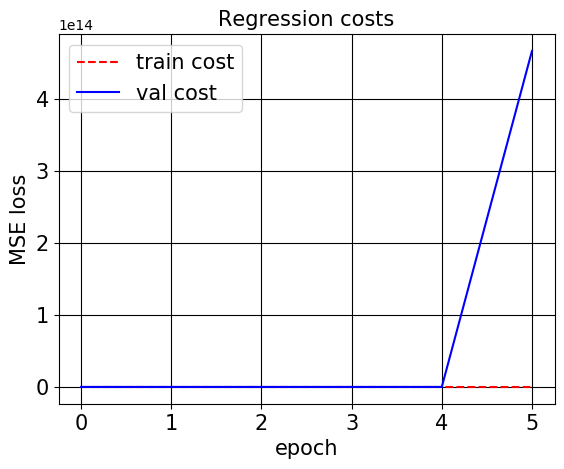 Regression costs
1e14
train cost
val cost
4
3
2
1
0
MSE loss
0 1 2 3 4 5
epoch